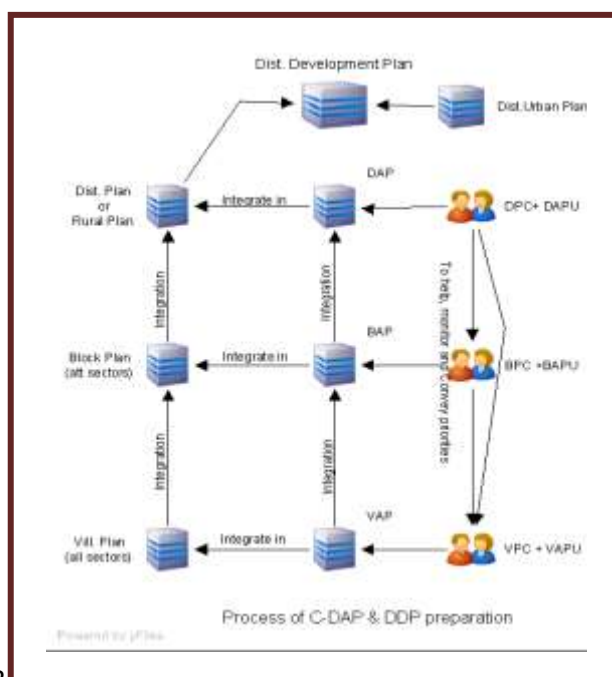 Dist. Development Plan
Dist.Urban Plan
DAP
Dist. Plan
or
Rural Plan
Integrate in
DPC+ DAPU
Integration
Integration
To help, monitor and Convey priorities
BAP
Block Plan
(att sectors)
Integrate in
BPC +BAPU
Integration
Integration
VAP
Vill. Plan
(all sectors)
Integrate in
VPC + VAPU
Process of C-DAP & DDP preparation
Powered by yFiles